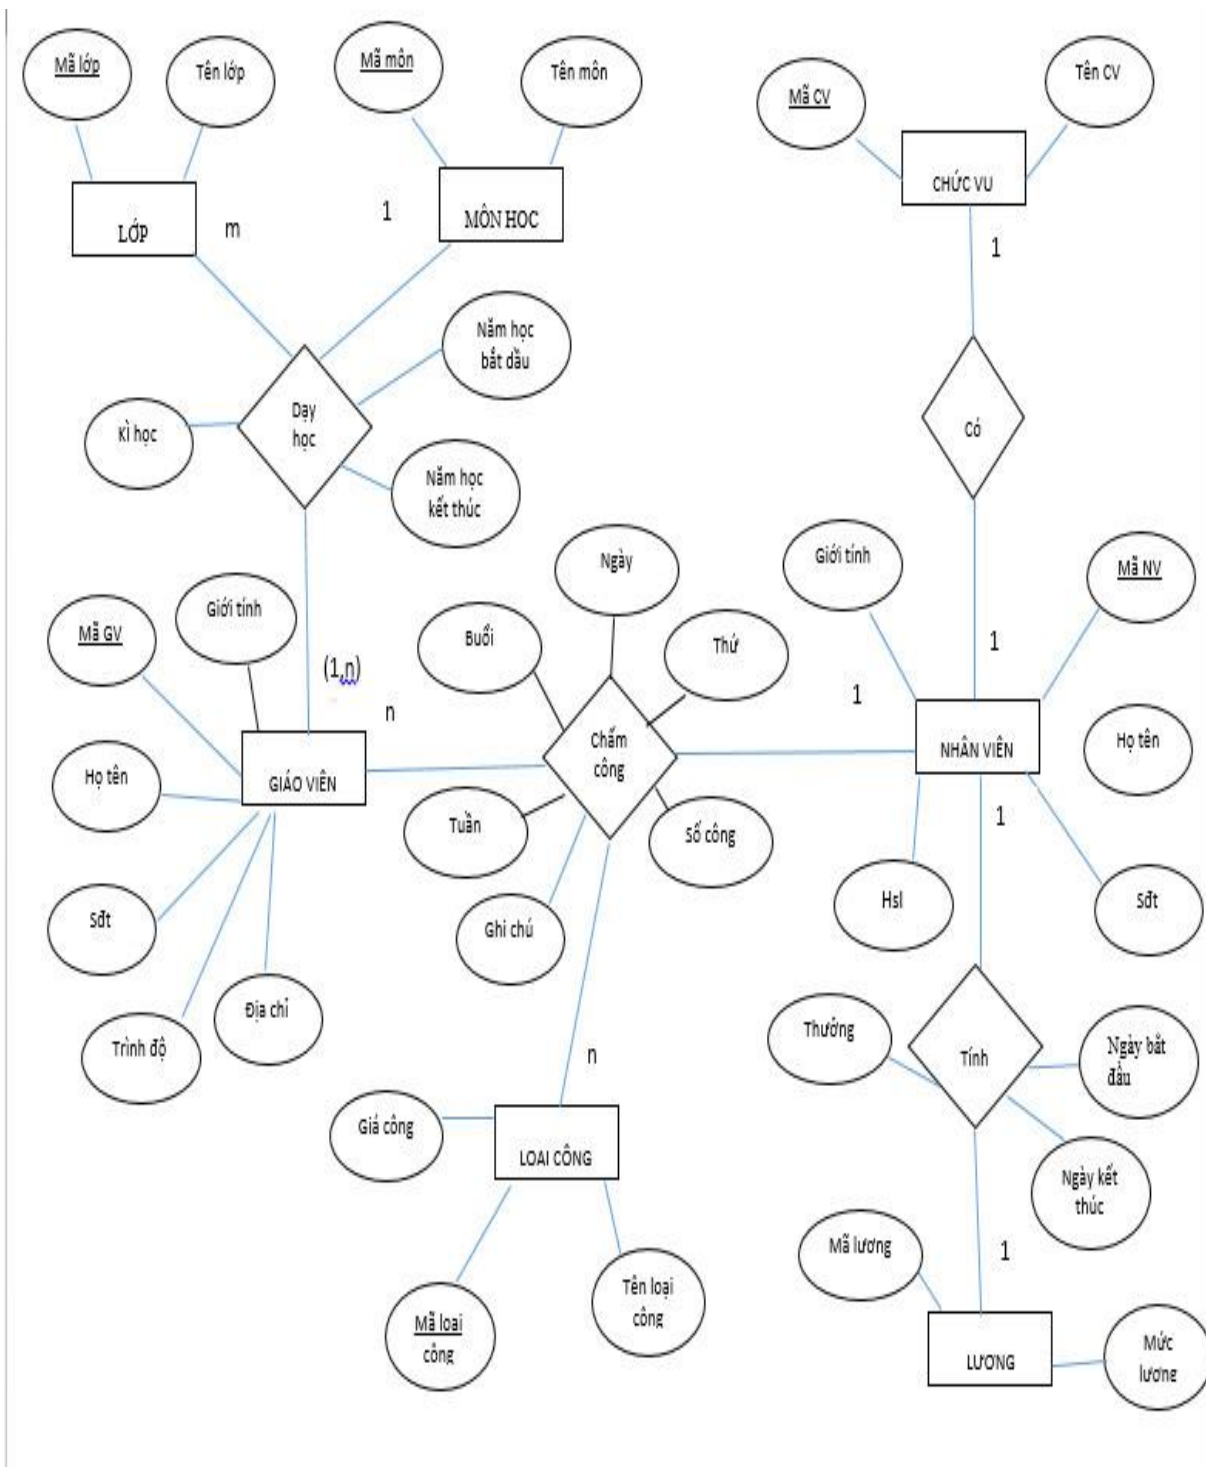 Mã lớp
Tên lớp
Mã môn
Tên môn
Mã CV
Tên CV
LỚP
m
1
MÔN HOC
CHỨC VU
1
Năm học
bắt dầu
Kì học
Dạy
học
Năm học
kết thúc
Có
Ngày
Giới tính
Mã NV
Mã GV
Giới tính
Buổi
Thứ
(1,n)
n
1
1
Chấm
công
NHÂN VIÊN
Họ tên
Họ tên
GIÁO VIÊN
Tuần
Số công
1
Sđt
Ghi chú
Hsl
Sđt
Trình độ
Địa chỉ
n
Thưởng
Tính
Ngày bắt
đầu
Giá công
LOAI CÔNG
Ngày kết
thúc
Mã lương
1
Mã loai
công
Tên loại
công
LƯƠNG
Mức
lương